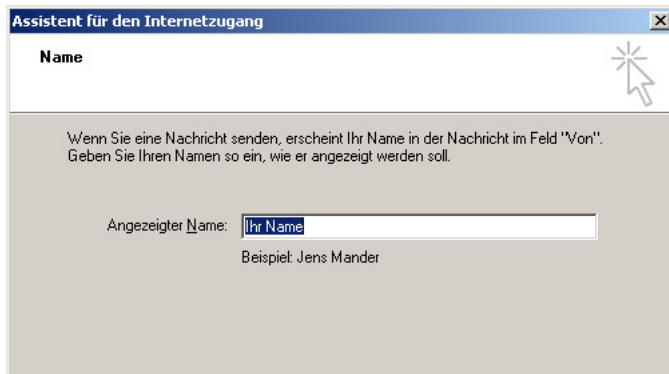 Assistent für den Internetzugang
Name
Wenn Sie eine Nachricht senden, erscheint Ihr Name in der Nachricht im Feld "Von".
Geben Sie Ihren Namen so ein, wie er angezeigt werden soll.
Angezeigter Name: Ihr Name
Beispiel: Jens Mander